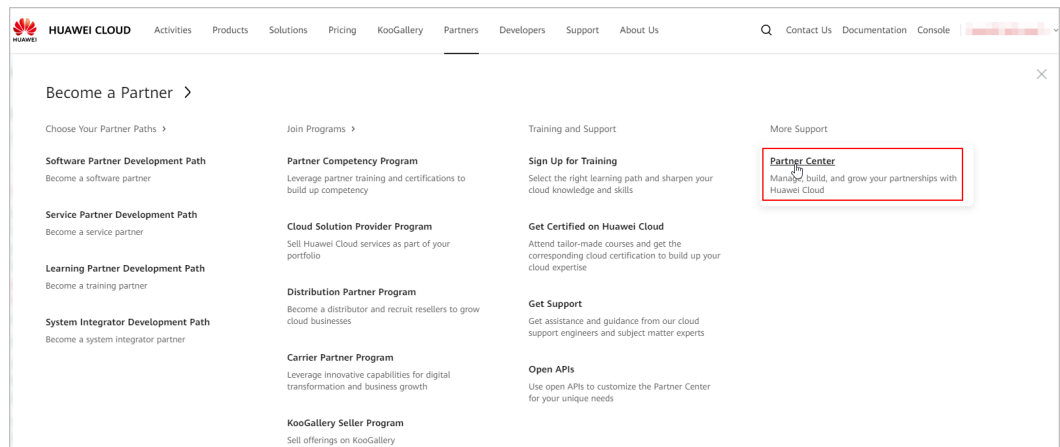 HUAWEI
HUAWEI CLOUD
Activities
Products
Solutions
Pricing
KooGallery
Partners
Developers
Support
About Us
Contact Us
Documentation
Console
Become a Partner >
Choose Your Partner Paths >
Software Partner Development Path
Become a software partner
Service Partner Development Path
Become a service partner
Learning Partner Development Path
Become a training partner
System Integrator Development Path
Become a system integrator partner
Join Programs >
Partner Competency Program
Leverage partner training and certifications to
build up competency
Cloud Solution Provider Program
Sell Huawei Cloud services as part of your
portfolio
Distribution Partner Program
Become a distributor and recruit resellers to grow
cloud businesses
Carrier Partner Program
Leverage innovative capabilities for digital
transformation and business growth
KooGallery Seller Program
Sell offerings on KooGallery
Training and Support
Sign Up for Training
Select the right learning path and sharpen your
cloud knowledge and skills
Get Certified on Huawei Cloud
Attend tailor-made courses and get the
corresponding cloud certification to build up your
cloud expertise
Get Support
Get assistance and guidance from our cloud
support engineers and subject matter experts
Open APIs
Use open APIs to customize the Partner Center
for your unique needs
More Support
Partner Center
Manage, build, and grow your partnerships with
Huawei Cloud